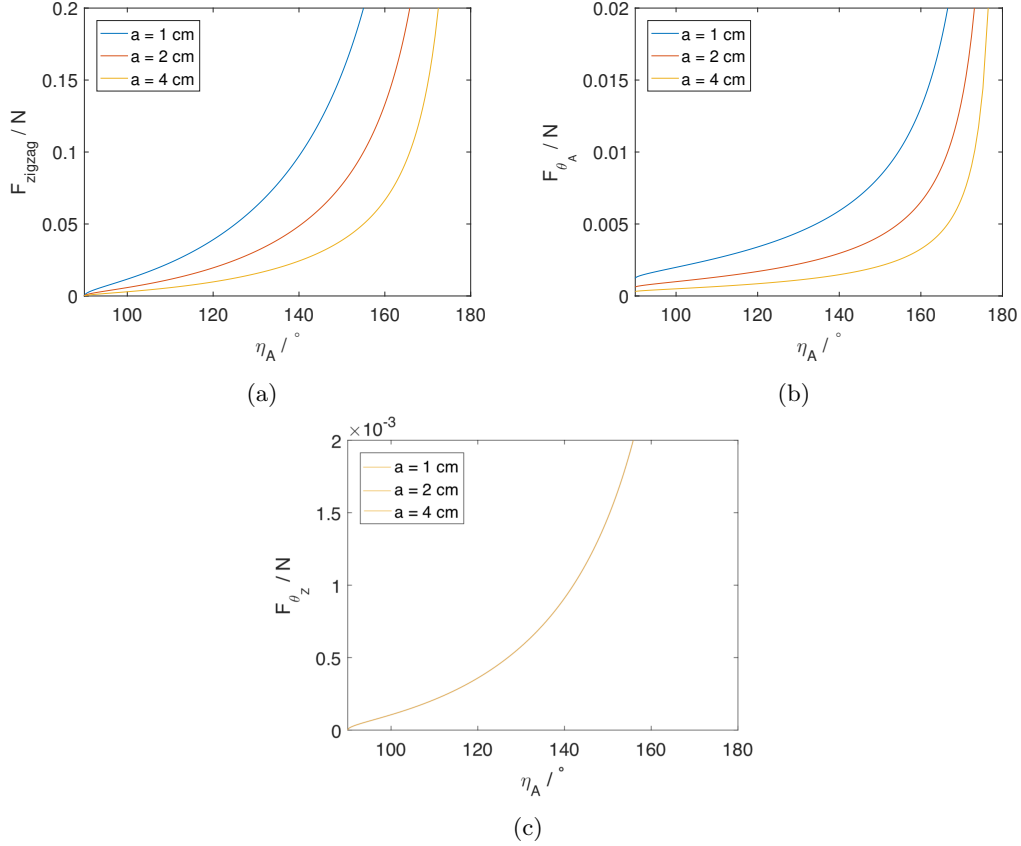 0.2
0.15
0.1
0.05
0
F_zigzag / N
a = 1 cm
a = 2 cm
a = 4 cm
100 120 140 160 180
η_A / °
(a)
0.02
0.015
0.01
0.005
0
F_θ_A / N
a = 1 cm
a = 2 cm
a = 4 cm
100 120 140 160 180
η_A / °
(b)
×10^-3
2
1.5
1
0.5
0
F_θ_Z / N
a = 1 cm
a = 2 cm
a = 4 cm
100 120 140 160 180
η_A / °
(c)